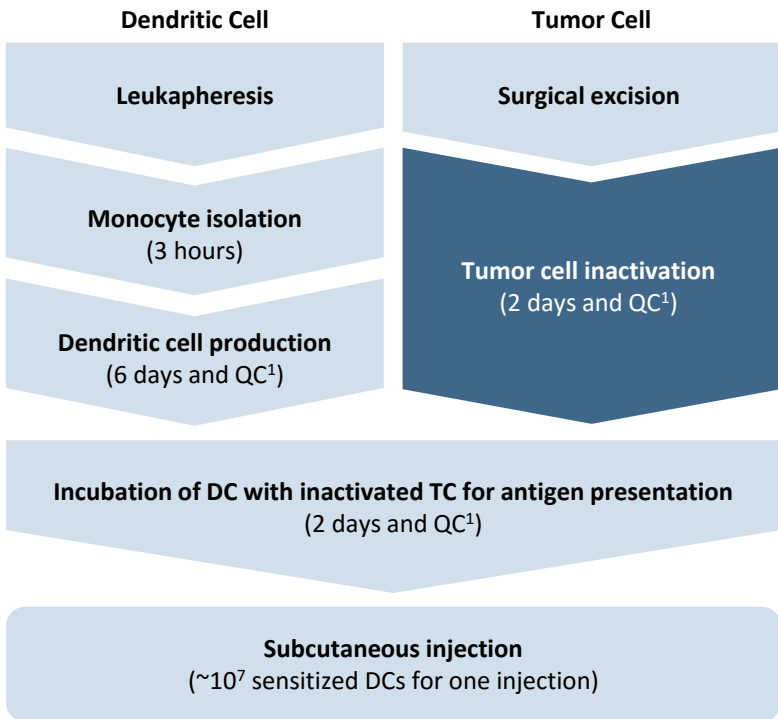 Dendritic Cell
Leukapheresis
Monocyte isolation
(3 hours)
Dendritic cell production
(6 days and QC¹)
Tumor Cell
Surgical excision
Tumor cell inactivation
(2 days and QC¹)
Incubation of DC with inactivated TC for antigen presentation
(2 days and QC¹)
Subcutaneous injection
(~10⁷ sensitized DCs for one injection)